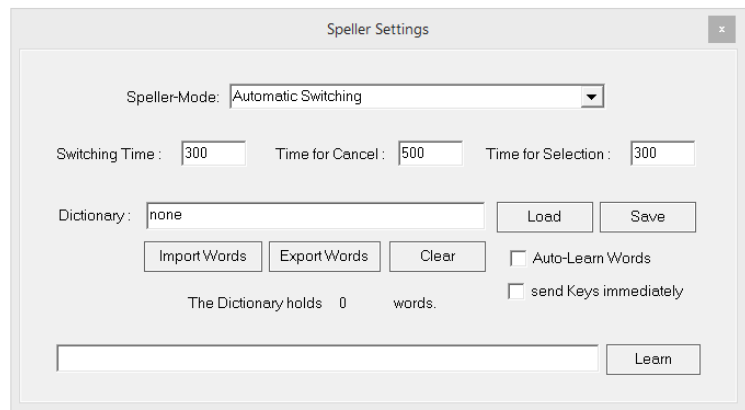 Speller Settings
x
Speller-Mode: Automatic Switching
Switching Time : 300 Time for Cancel : 500 Time for Selection : 300
Dictionary : none Load Save
Import Words Export Words Clear Auto-Learn Words
The Dictionary holds 0 words. send Keys immediately
Learn